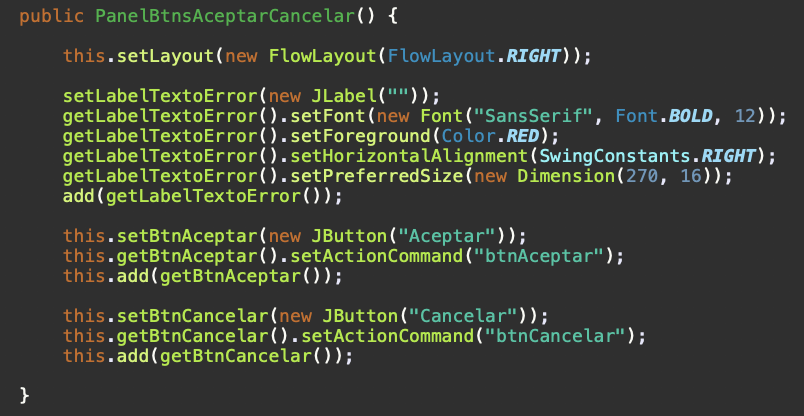 public PanelBtnsAceptarCancelar() {
this.setLayout(new FlowLayout(FlowLayout.RIGHT));
setLabelTextoError(new JLabel(""));
getLabelTextoError().setFont(new Font("SansSerif", Font.BOLD, 12));
getLabelTextoError().setForeground(Color.RED);
getLabelTextoError().setHorizontalAlignment(SwingConstants.RIGHT);
getLabelTextoError().setPreferredSize(new Dimension(270, 16));
add(getLabelTextoError());
this.setBtnAceptar(new JButton("Aceptar"));
this.getBtnAceptar().setActionCommand("btnAceptar");
this.add(getBtnAceptar());
this.setBtnCancelar(new JButton("Cancelar"));
this.getBtnCancelar().setActionCommand("btnCancelar");
this.add(getBtnCancelar());
}